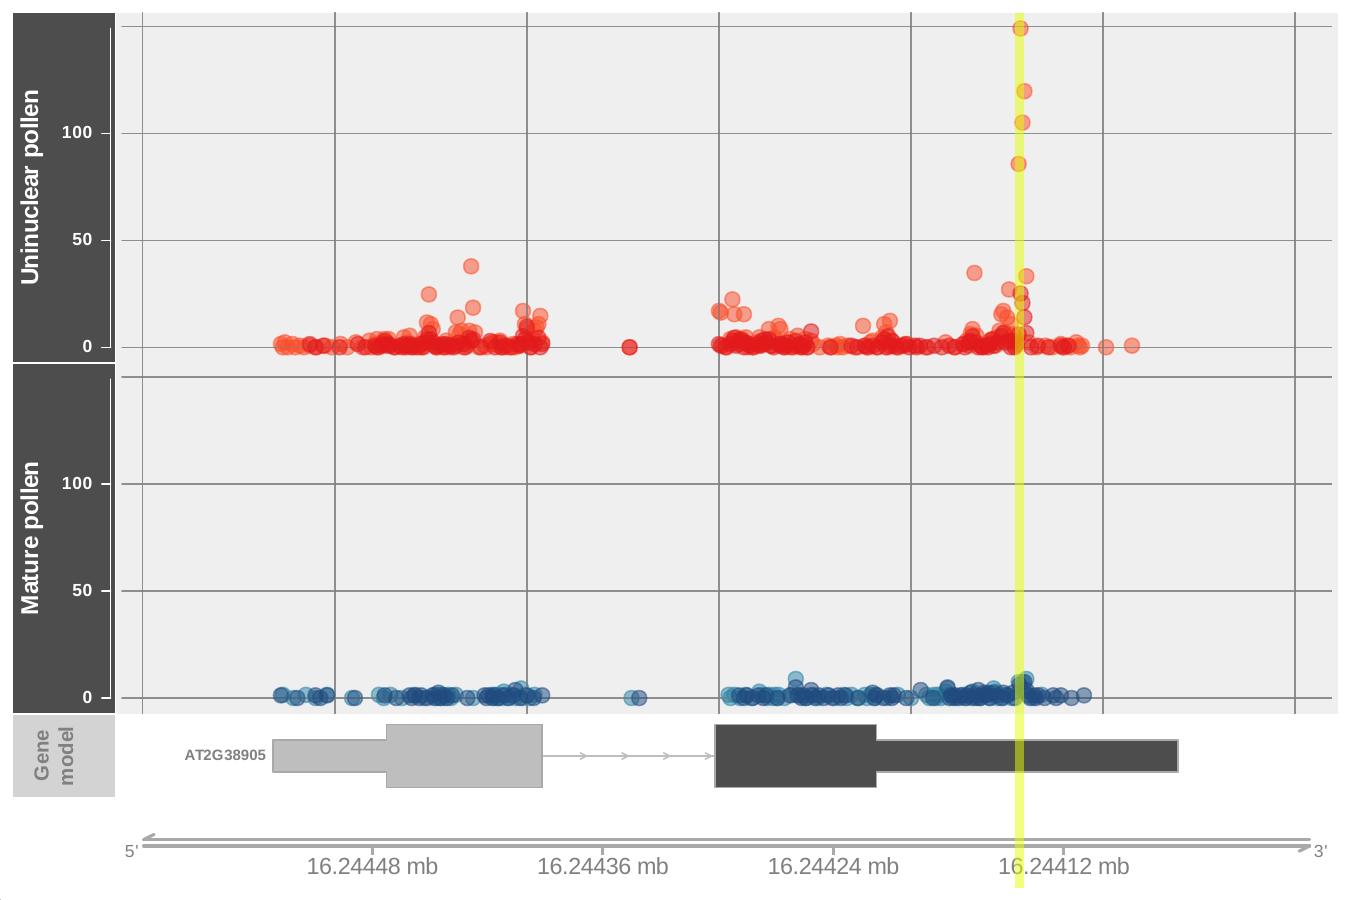 Uninuclear pollen
100
50
0
Mature pollen
100
50
0
Gene
model
AT2G38905
5'
3'
16.24448 mb
16.24436 mb
16.24424 mb
16.24412 mb